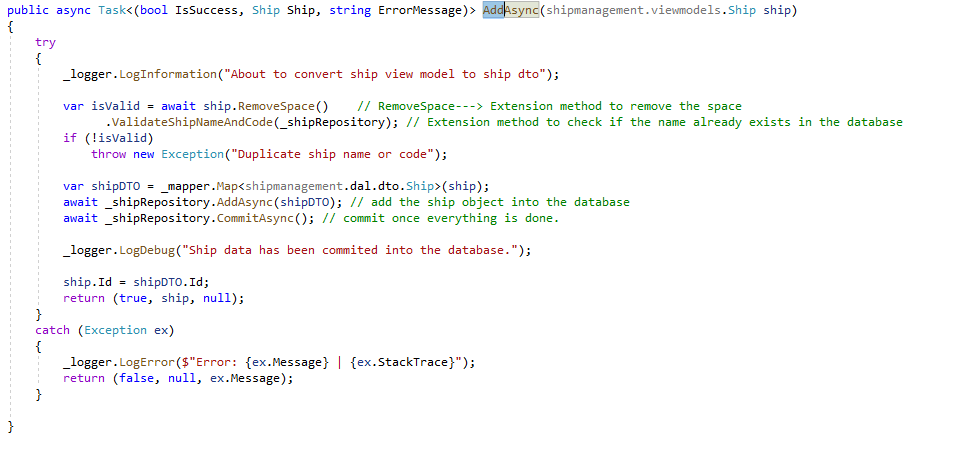 public async Task<(bool IsSuccess, Ship Ship, string ErrorMessage)> AddAsync(shipmanagement.viewmodels.Ship ship)
{
try
{
_logger.LogInformation("About to convert ship view model to ship dto");
var isValid = await ship.RemoveSpace()    // RemoveSpace---> Extension method to remove the space
.ValidateShipNameAndCode(_shipRepository); // Extension method to check if the name already exists in the database
if (!isValid)
throw new Exception("Duplicate ship name or code");
var shipDTO = _mapper.Map<shipmanagement.dal.dto.Ship>(ship);
await _shipRepository.AddAsync(shipDTO); // add the ship object into the database
await _shipRepository.CommitAsync(); // commit once everything is done.
_logger.LogDebug("Ship data has been commited into the database.");
ship.Id = shipDTO.Id;
return (true, ship, null);
}
catch (Exception ex)
{
_logger.LogError($"Error: {ex.Message} | {ex.StackTrace}");
return (false, null, ex.Message);
}
}